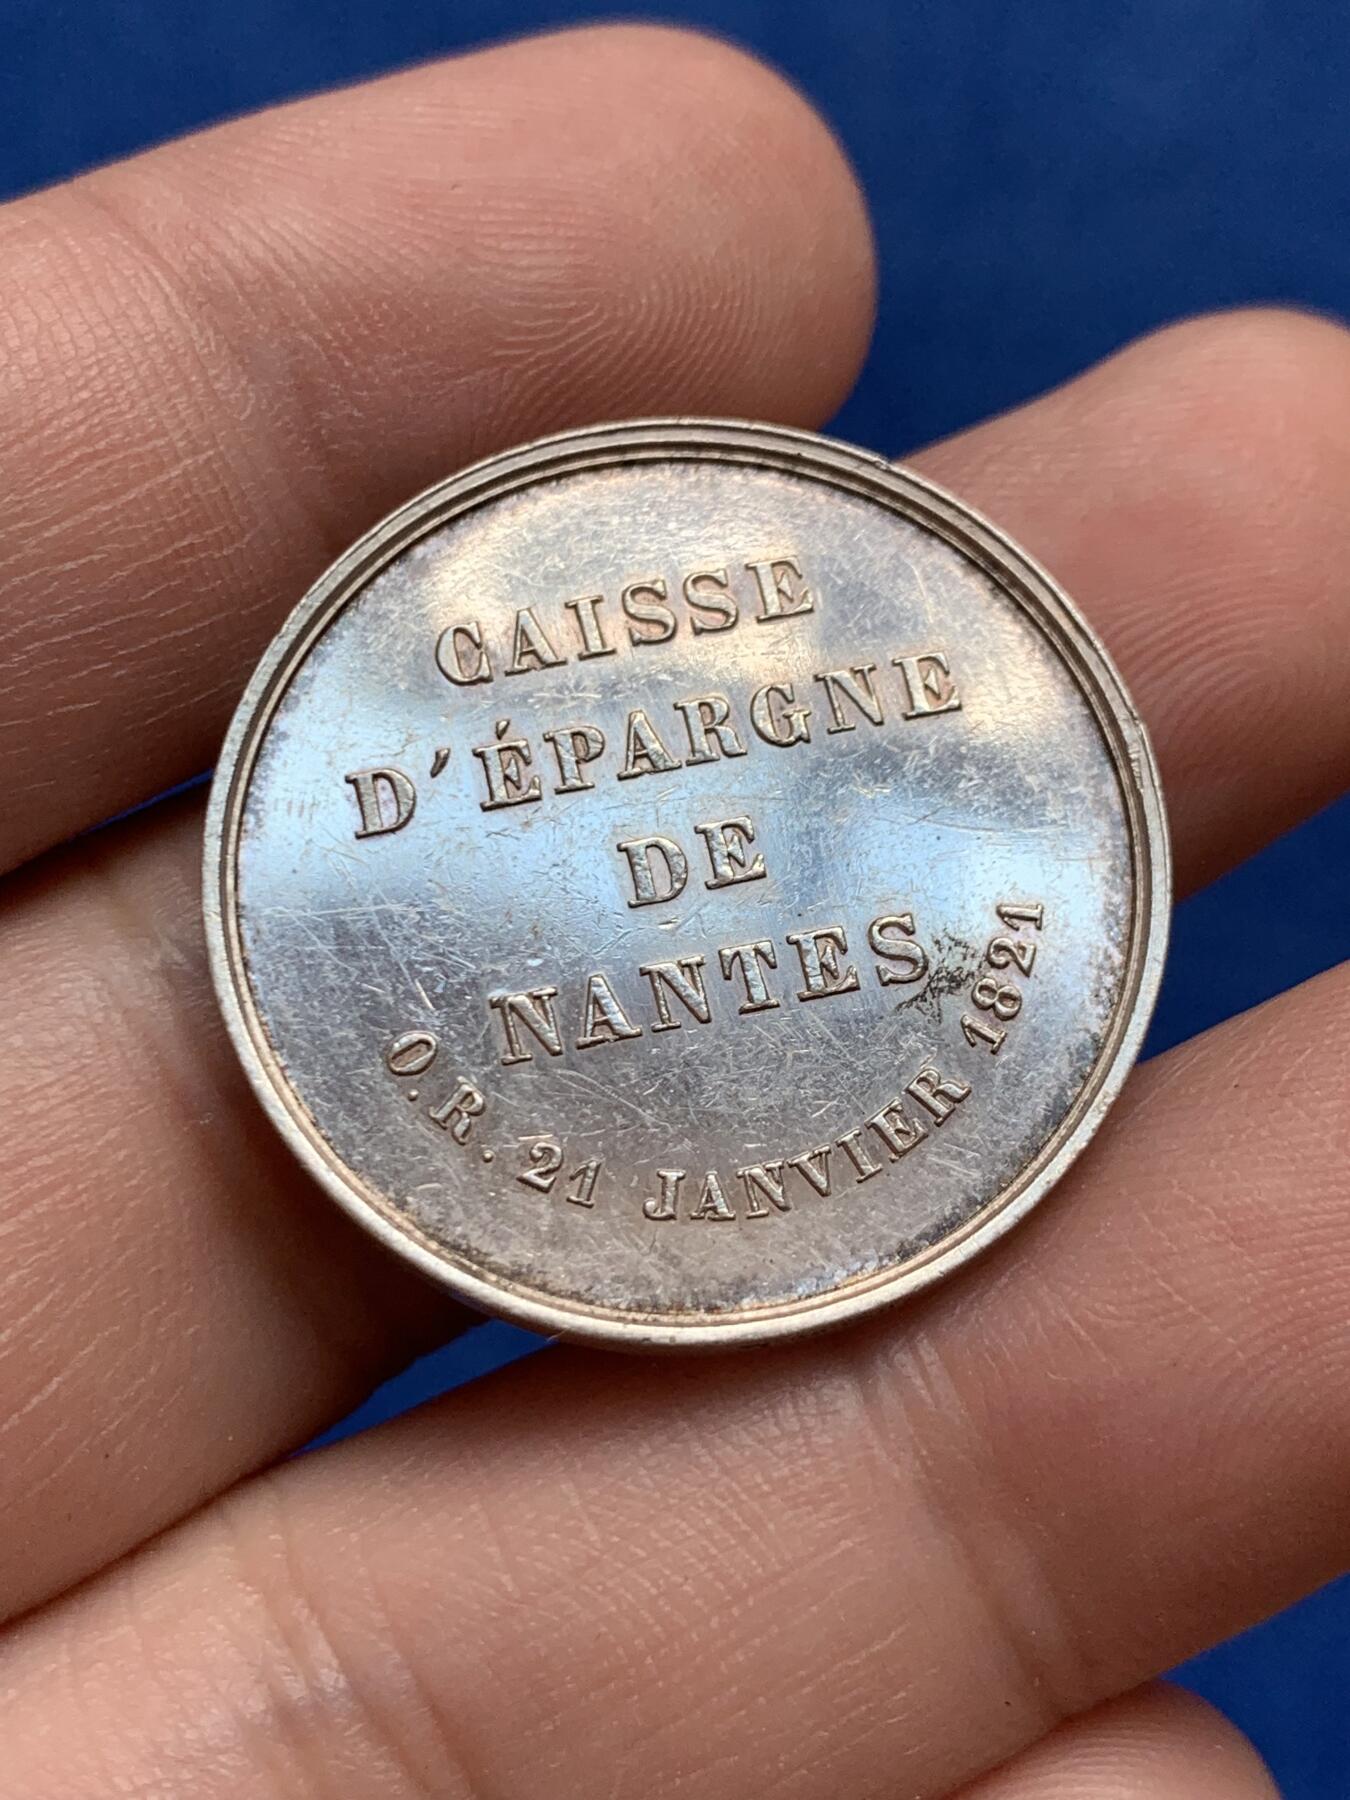 CAISSE
D'ÉPARGNE
DE
NANTES
O.R. 21 JANVIER 1821